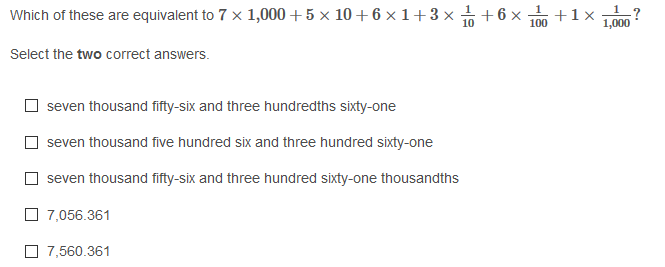 Which of these are equivalent to 7 × 1,000 + 5 × 10 + 6 × 1 + 3 × 1/10 + 6 × 1/100 + 1 × 1/1,000?
Select the two correct answers.
seven thousand fifty-six and three hundredths sixty-one
seven thousand five hundred six and three hundred sixty-one
seven thousand fifty-six and three hundred sixty-one thousandths
7,056.361
7,560.361